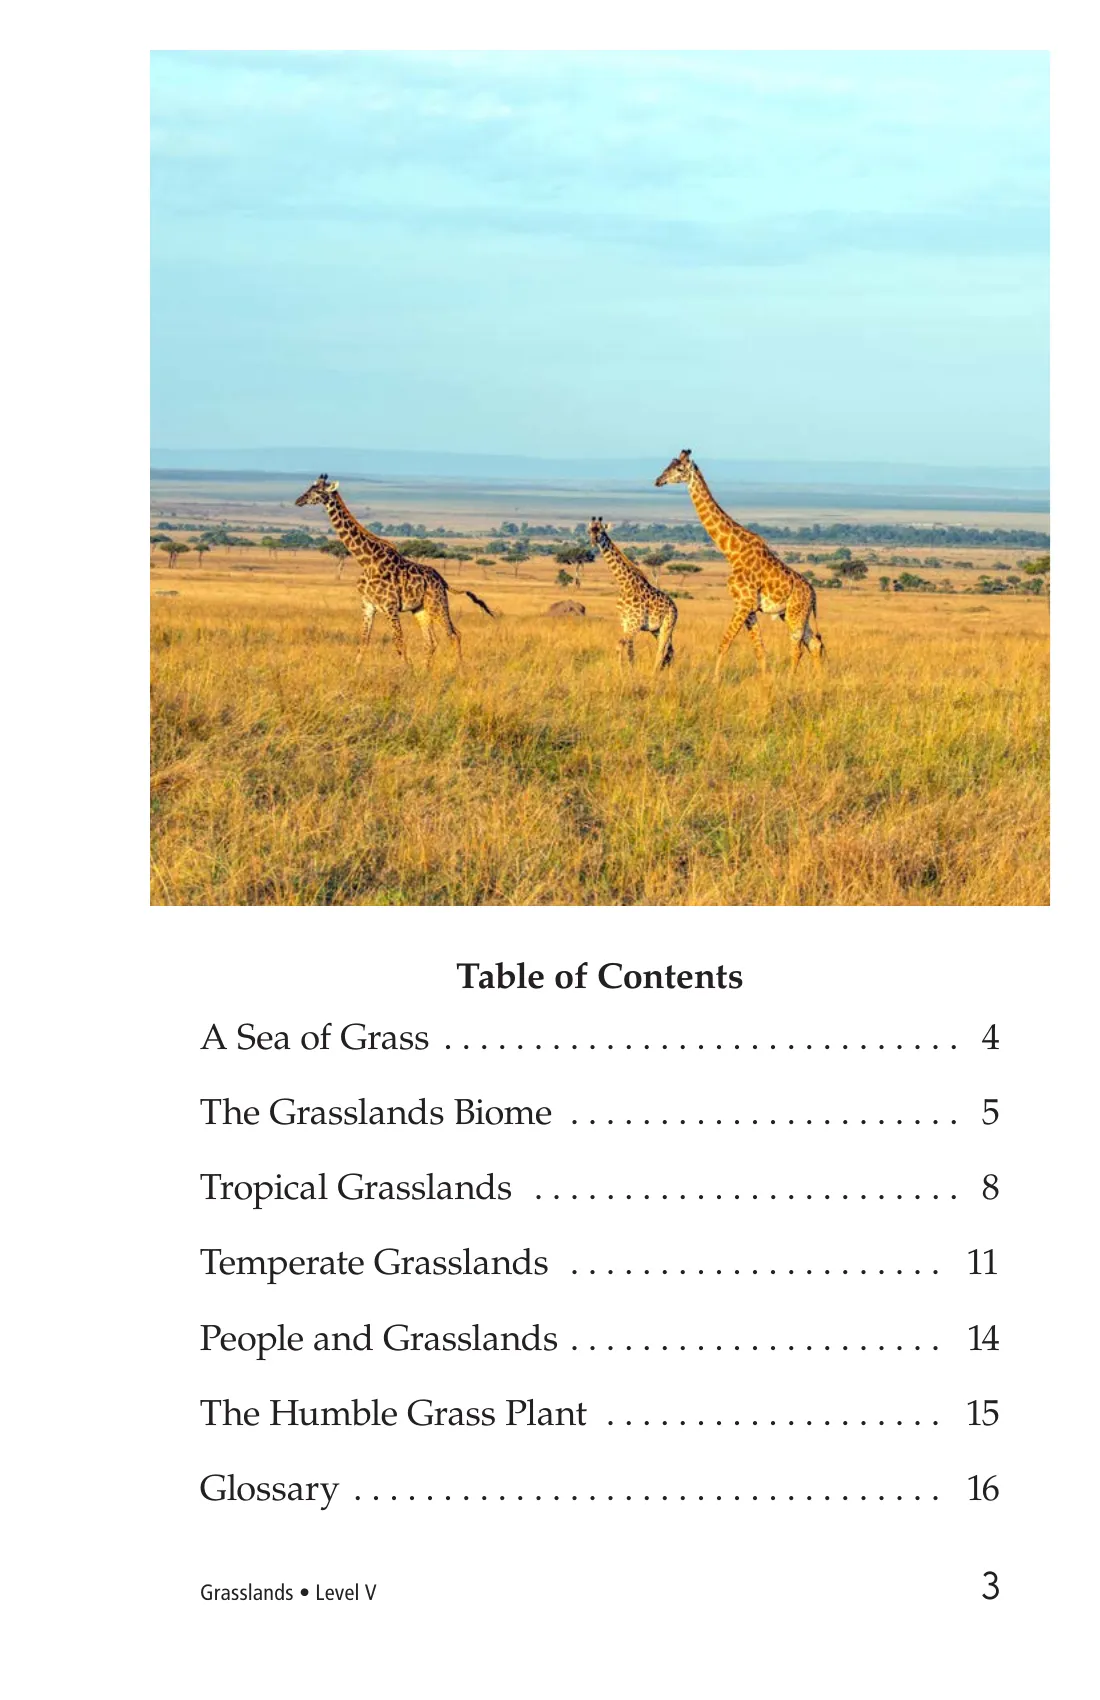 Table of Contents
A Sea of Grass . . . . . . . . . . . . . . . . . . . . . . . . . . . . . 4
The Grasslands Biome . . . . . . . . . . . . . . . . . . . . . . 5
Tropical Grasslands . . . . . . . . . . . . . . . . . . . . . . . . 8
Temperate Grasslands . . . . . . . . . . . . . . . . . . . . . 11
People and Grasslands . . . . . . . . . . . . . . . . . . . . . 14
The Humble Grass Plant . . . . . . . . . . . . . . . . . . . 15
Glossary . . . . . . . . . . . . . . . . . . . . . . . . . . . . . . . . . 16
Grasslands • Level V 3